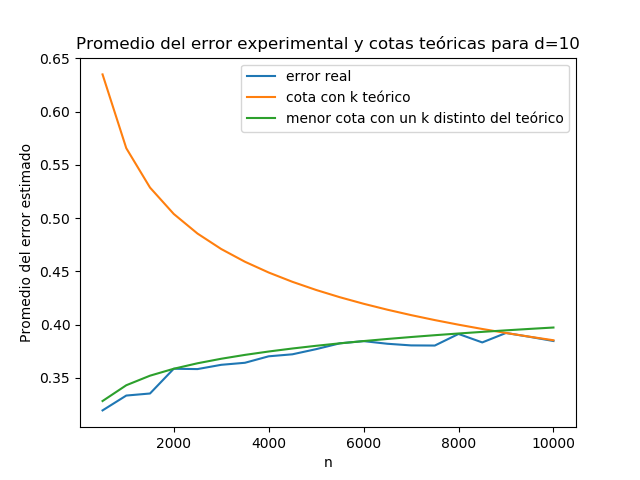 Promedio del error experimental y cotas teóricas para d=10
error real
cota con k teórico
menor cota con un k distinto del teórico
Promedio del error estimado
0.65
0.60
0.55
0.50
0.45
0.40
0.35
2000
4000
6000
8000
10000
n